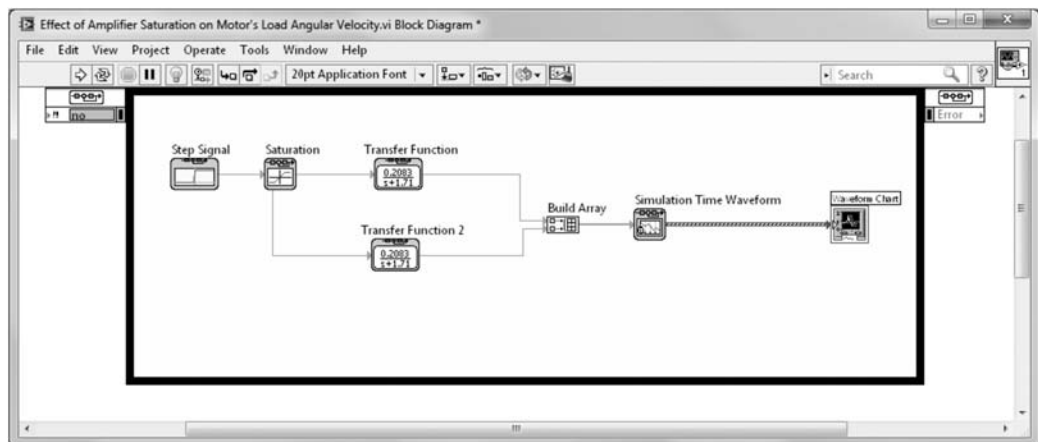 Effect of Amplifier Saturation on Motor's Load Angular Velocity.vi Block Diagram *
File Edit View Project Operate Tools Window Help
20pt Application Font
Search
1
no
Error
Step Signal
Saturation
Transfer Function
0.2083
s+1.71
Build Array
Simulation Time Waveform
Waveform Chart
Transfer Function 2
0.2083
s+1.71